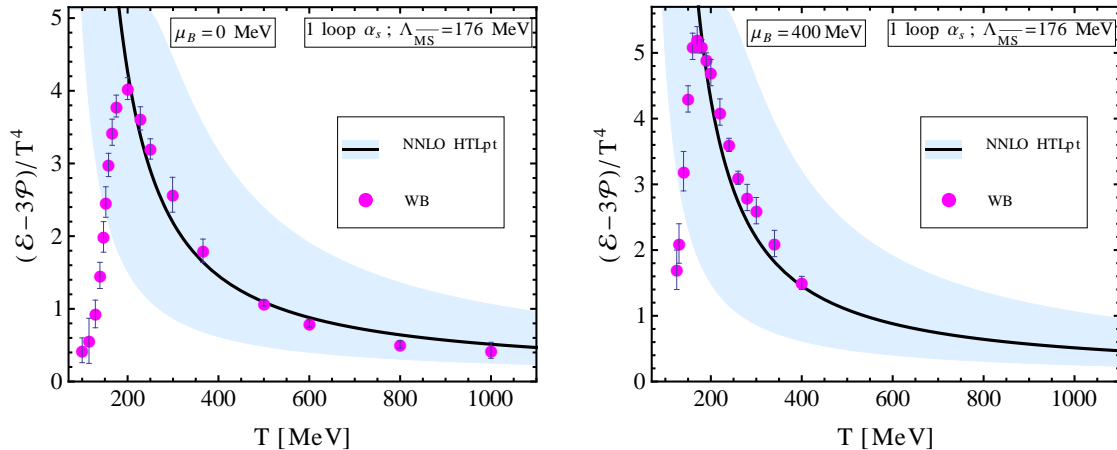 μ_B = 0 MeV
1 loop α_s ; Λ_MS =176 MeV
NNLO HTLpt
WB
(ℰ−3𝒫)/T⁴
5
4
3
2
1
0
200 400 600 800 1000
T [MeV]
μ_B = 400 MeV
1 loop α_s ; Λ_MS =176 MeV
NNLO HTLpt
WB
(ℰ−3𝒫)/T⁴
6
5
4
3
2
1
0
200 400 600 800 1000
T [MeV]